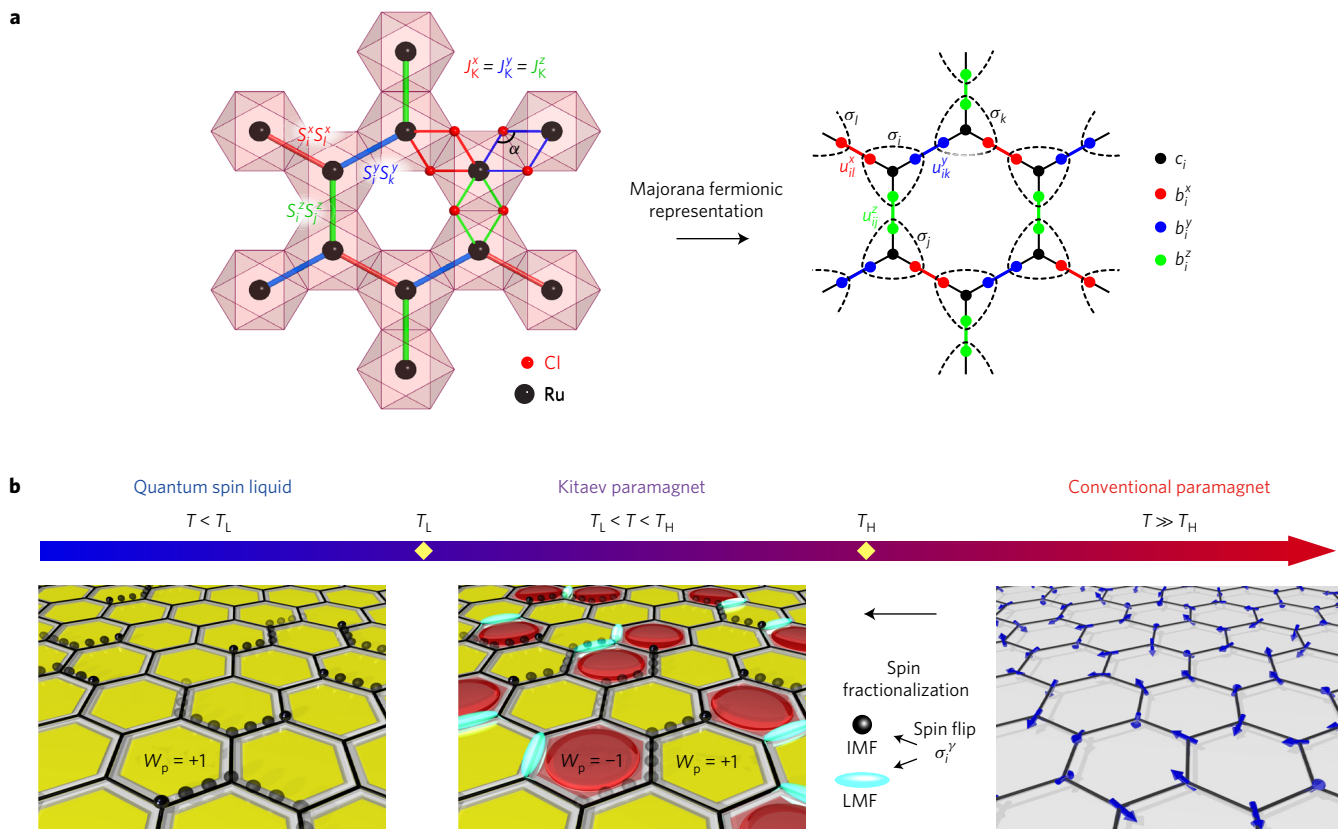 a
J_K^x = J_K^y = J_K^z
S_i^x S_l^x
S_i^y S_k^y
α
S_i^z S_j^z
Cl
Ru
Majorana fermionic
representation
σ_l
σ_i
σ_k
u_il^x
u_ik^y
u_ij^z
σ_j
c_i
b_i^x
b_i^y
b_i^z
b
Quantum spin liquid
Kitaev paramagnet
Conventional paramagnet
T < T_L
T_L
T_L < T < T_H
T_H
T ≫ T_H
W_p = +1
W_p = −1
W_p = +1
Spin
fractionalization
Spin flip
σ_i^γ
IMF
LMF